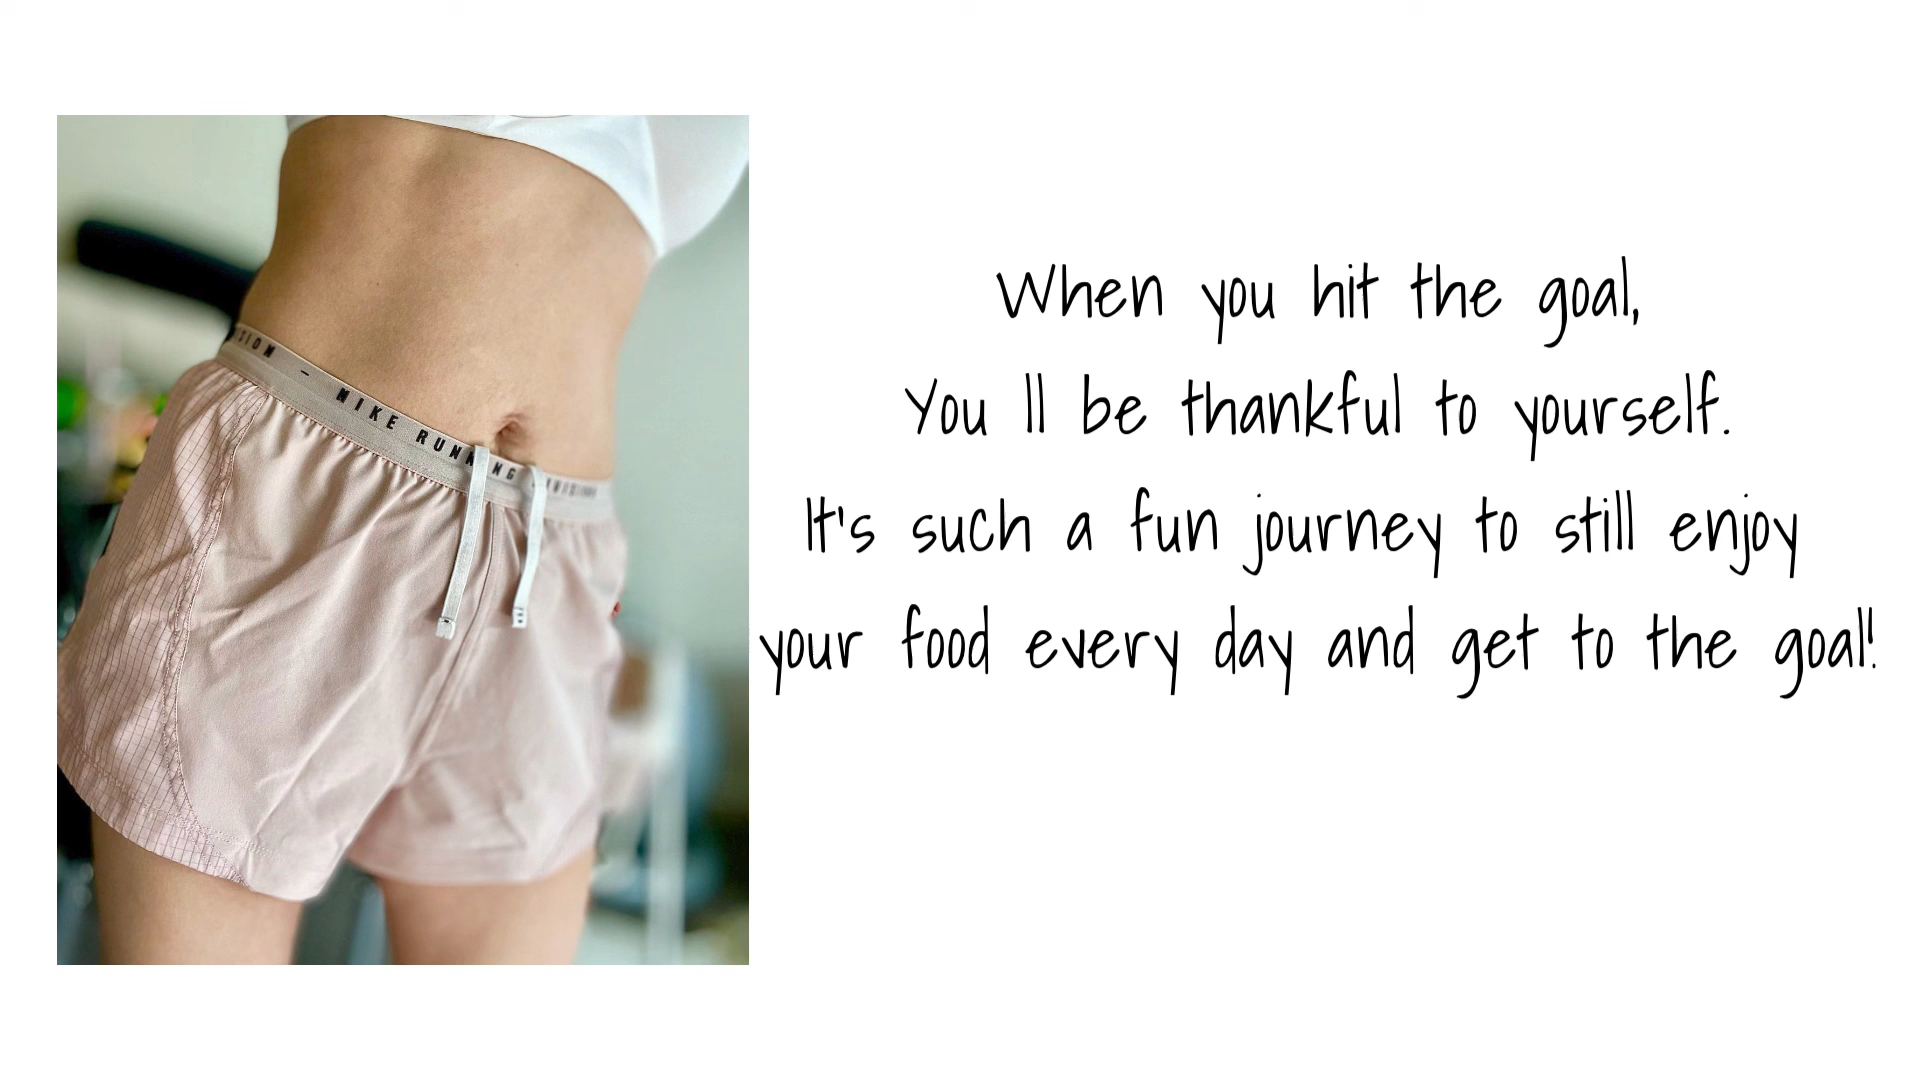 NIKE RUNNING
When you hit the goal,
You ll be thankful to yourself.
It's such a fun journey to still enjoy
your food every day and get to the goal!